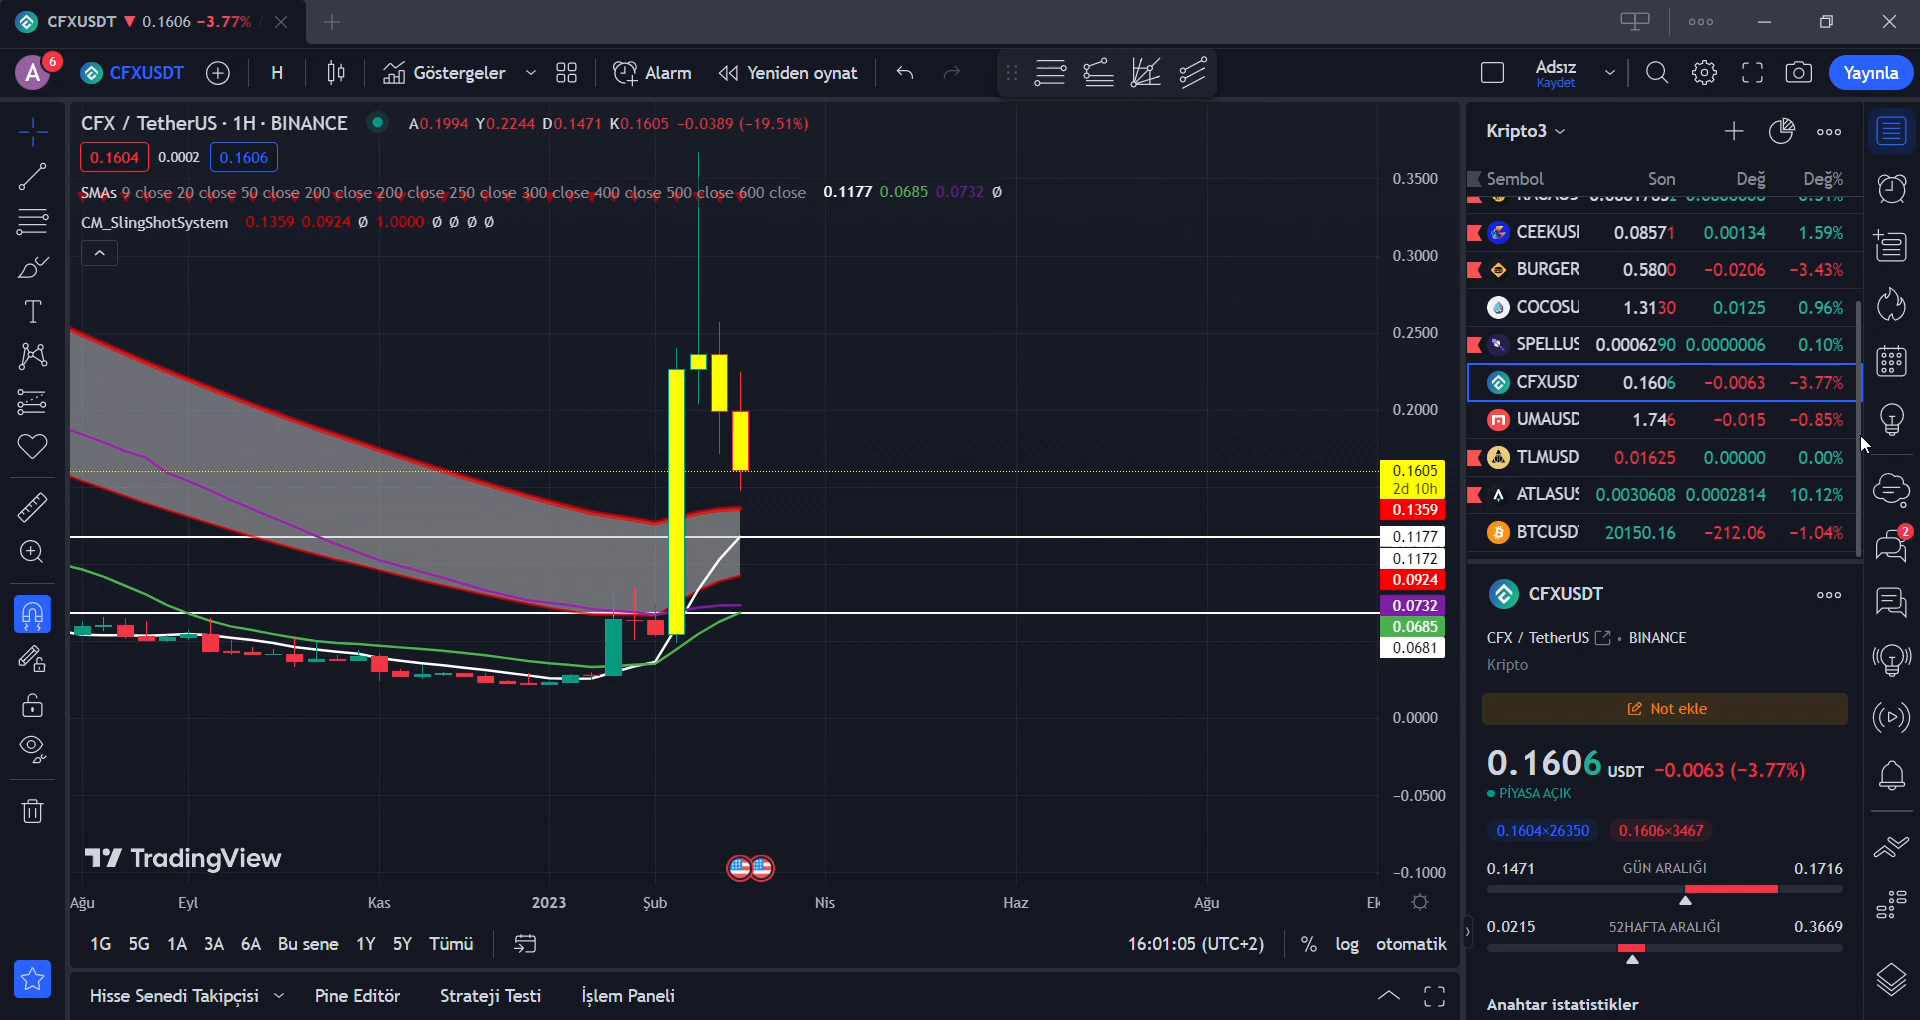 CFXUSDT ▼ 0.1606 −3.77%
A 6 CFXUSDT H Göstergeler Alarm Yeniden oynat Adsız Kaydet Yayınla
CFX / TetherUS · 1H · BINANCE A0.1994 Y0.2244 D0.1471 K0.1605 −0.0389 (−19.51%)
0.1604 0.0002 0.1606
SMAs 9 close 20 close 50 close 200 close 200 close 250 close 300 close 400 close 500 close 600 close 0.1177 0.0685 0.0732 Ø
CM_SlingShotSystem 0.1359 0.0924 Ø 1.0000 Ø Ø Ø Ø
0.3500
0.3000
0.2500
0.2000
0.1605
2d 10h
0.1359
0.1177
0.1172
0.0924
0.0732
0.0685
0.0681
0.0000
−0.0500
−0.1000
TradingView
Ağu Eyl Kas 2023 Şub Nis Haz Ağu Ek
1G 5G 1A 3A 6A Bu sene 1Y 5Y Tümü 16:01:05 (UTC+2) % log otomatik
Hisse Senedi Takipçisi Pine Editör Strateji Testi İşlem Paneli
Kripto3
Sembol Son Değ Değ%
CEEKUSI 0.08571 0.00134 1.59%
BURGER 0.5800 −0.0206 −3.43%
COCOSU 1.3130 0.0125 0.96%
SPELLUS 0.0006290 0.0000006 0.10%
CFXUSD 0.1606 −0.0063 −3.77%
UMAUSD 1.746 −0.015 −0.85%
TLMUSD 0.01625 0.00000 0.00%
ATLASUS 0.0030608 0.0002814 10.12%
BTCUSD 20150.16 −212.06 −1.04%
2
CFXUSDT
CFX / TetherUS • BINANCE
Kripto
Not ekle
0.1606 USDT −0.0063 (−3.77%)
PİYASA AÇIK
0.1604×26350 0.1606×3467
0.1471 GÜN ARALIĞI 0.1716
0.0215 52HAFTA ARALIĞI 0.3669
Anahtar istatistikler